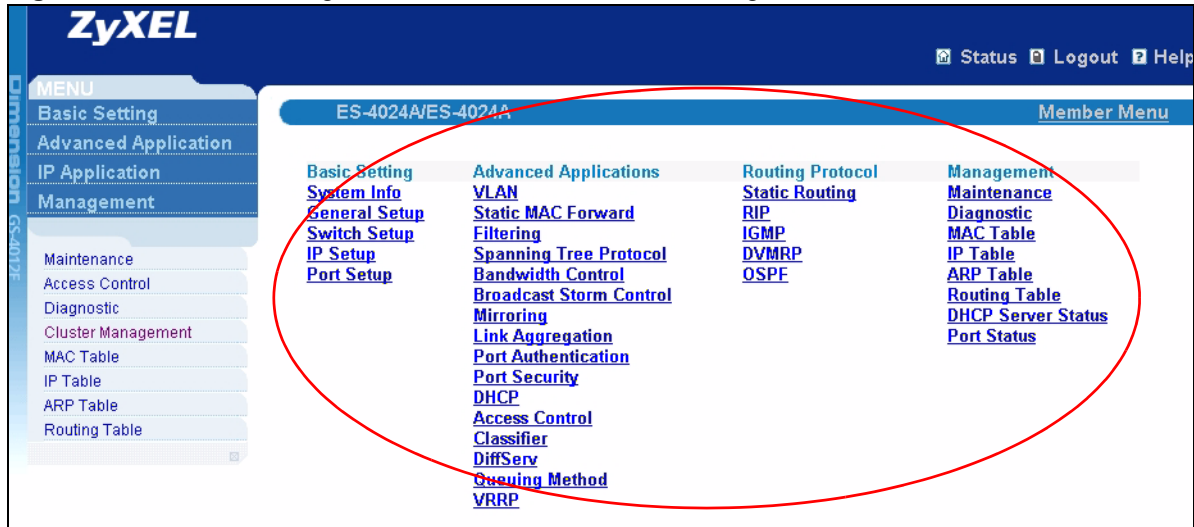 ZyXEL
Status Logout Help
MENU
Basic Setting
Advanced Application
IP Application
Management
Maintenance
Access Control
Diagnostic
Cluster Management
MAC Table
IP Table
ARP Table
Routing Table
Dimension GS-4012F
ES-4024A/ES-4024A
Member Menu
Basic Setting
System Info
General Setup
Switch Setup
IP Setup
Port Setup
Advanced Applications
VLAN
Static MAC Forward
Filtering
Spanning Tree Protocol
Bandwidth Control
Broadcast Storm Control
Mirroring
Link Aggregation
Port Authentication
Port Security
DHCP
Access Control
Classifier
DiffServ
Queuing Method
VRRP
Routing Protocol
Static Routing
RIP
IGMP
DVMRP
OSPF
Management
Maintenance
Diagnostic
MAC Table
IP Table
ARP Table
Routing Table
DHCP Server Status
Port Status